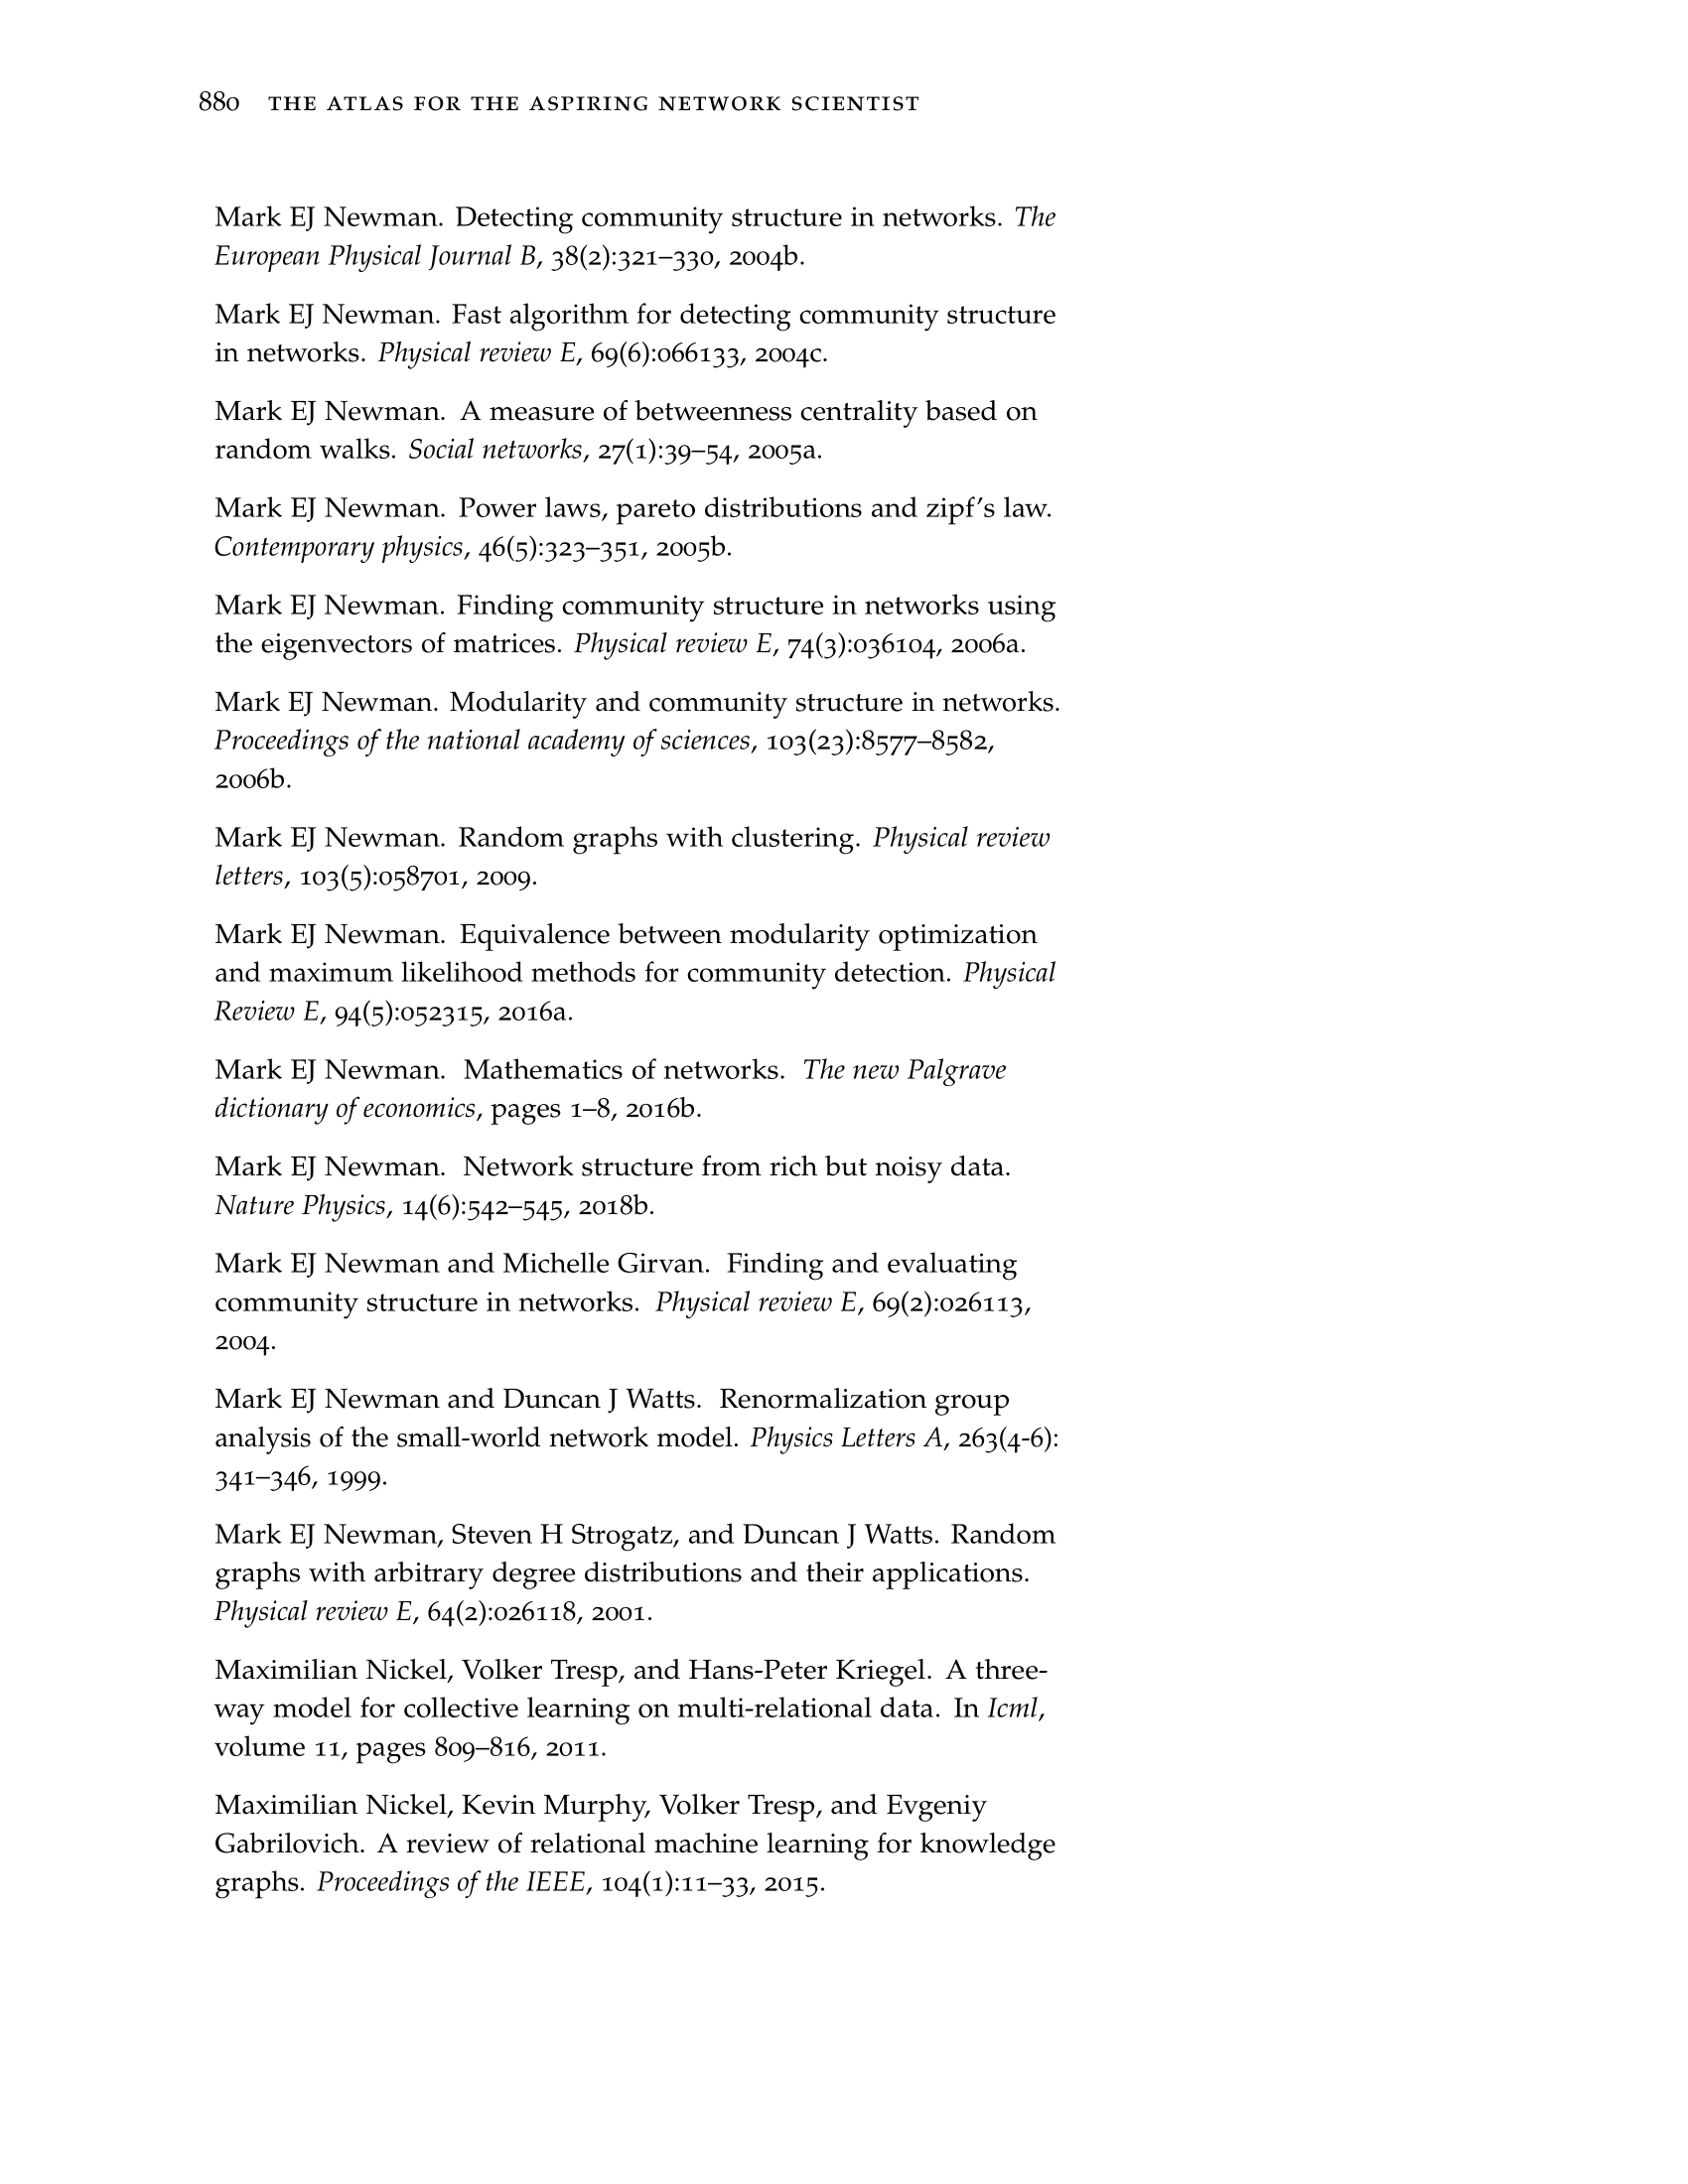 880 THE ATLAS FOR THE ASPIRING NETWORK SCIENTIST
Mark EJ Newman. Detecting community structure in networks. The
European Physical Journal B, 38(2):321–330, 2004b.
Mark EJ Newman. Fast algorithm for detecting community structure
in networks. Physical review E, 69(6):066133, 2004c.
Mark EJ Newman. A measure of betweenness centrality based on
random walks. Social networks, 27(1):39–54, 2005a.
Mark EJ Newman. Power laws, pareto distributions and zipf's law.
Contemporary physics, 46(5):323–351, 2005b.
Mark EJ Newman. Finding community structure in networks using
the eigenvectors of matrices. Physical review E, 74(3):036104, 2006a.
Mark EJ Newman. Modularity and community structure in networks.
Proceedings of the national academy of sciences, 103(23):8577–8582,
2006b.
Mark EJ Newman. Random graphs with clustering. Physical review
letters, 103(5):058701, 2009.
Mark EJ Newman. Equivalence between modularity optimization
and maximum likelihood methods for community detection. Physical
Review E, 94(5):052315, 2016a.
Mark EJ Newman. Mathematics of networks. The new Palgrave
dictionary of economics, pages 1–8, 2016b.
Mark EJ Newman. Network structure from rich but noisy data.
Nature Physics, 14(6):542–545, 2018b.
Mark EJ Newman and Michelle Girvan. Finding and evaluating
community structure in networks. Physical review E, 69(2):026113,
2004.
Mark EJ Newman and Duncan J Watts. Renormalization group
analysis of the small-world network model. Physics Letters A, 263(4-6):
341–346, 1999.
Mark EJ Newman, Steven H Strogatz, and Duncan J Watts. Random
graphs with arbitrary degree distributions and their applications.
Physical review E, 64(2):026118, 2001.
Maximilian Nickel, Volker Tresp, and Hans-Peter Kriegel. A three-
way model for collective learning on multi-relational data. In Icml,
volume 11, pages 809–816, 2011.
Maximilian Nickel, Kevin Murphy, Volker Tresp, and Evgeniy
Gabrilovich. A review of relational machine learning for knowledge
graphs. Proceedings of the IEEE, 104(1):11–33, 2015.